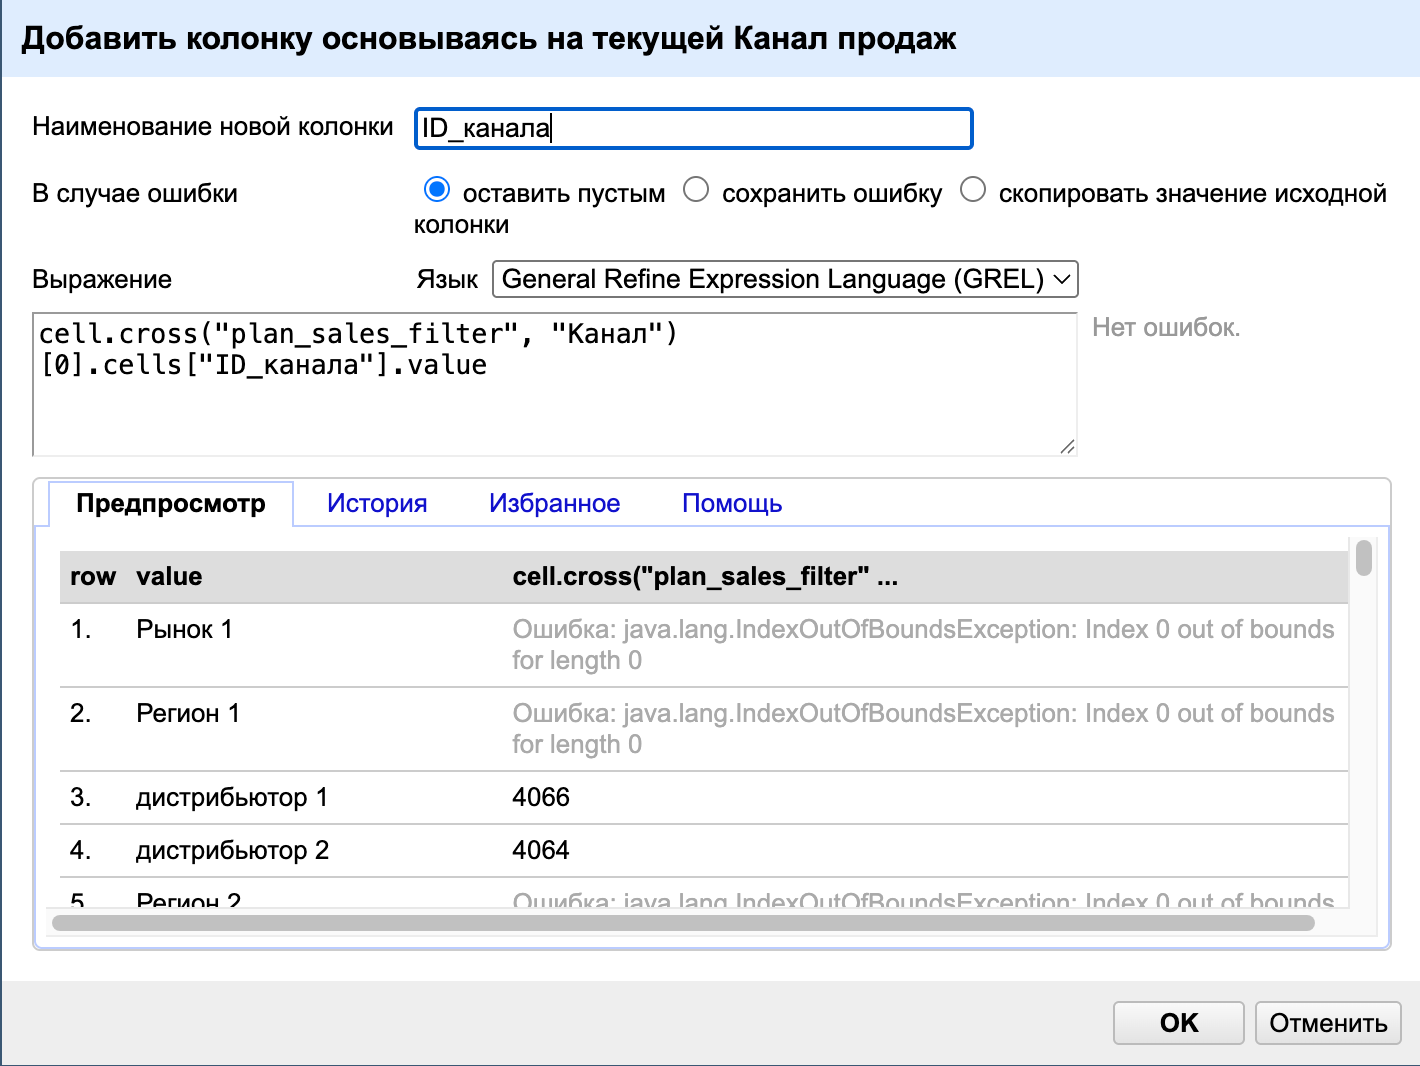 Добавить колонку основываясь на текущей Канал продаж
Наименование новой колонки ID_канала
В случае ошибки оставить пустым сохранить ошибку скопировать значение исходной
колонки
Выражение Язык General Refine Expression Language (GREL)
cell.cross("plan_sales_filter", "Канал")
[0].cells["ID_канала"].value
Нет ошибок.
Предпросмотр История Избранное Помощь
row value cell.cross("plan_sales_filter" ...
1. Рынок 1 Ошибка: java.lang.IndexOutOfBoundsException: Index 0 out of bounds
for length 0
2. Регион 1 Ошибка: java.lang.IndexOutOfBoundsException: Index 0 out of bounds
for length 0
3. дистрибьютор 1 4066
4. дистрибьютор 2 4064
5. Регион 2 Ошибка: java.lang.IndexOutOfBoundsException: Index 0 out of bounds
OK Отменить